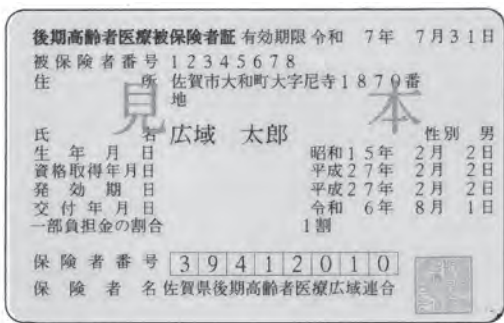 後期高齢者医療被保険者証 有効期限 令和 7年 7月31日
被保険者番号 12345678
住所 佐賀市大和町大字尼寺1870番
地
見本
氏名 広域 太郎 性別 男
生年月日 昭和15年 2月 2日
資格取得年月日 平成27年 2月 2日
発効期日 平成27年 2月 2日
交付年月日 令和 6年 8月 1日
一部負担金の割合 1割
保険者番号 39412010
保険者名 佐賀県後期高齢者医療広域連合